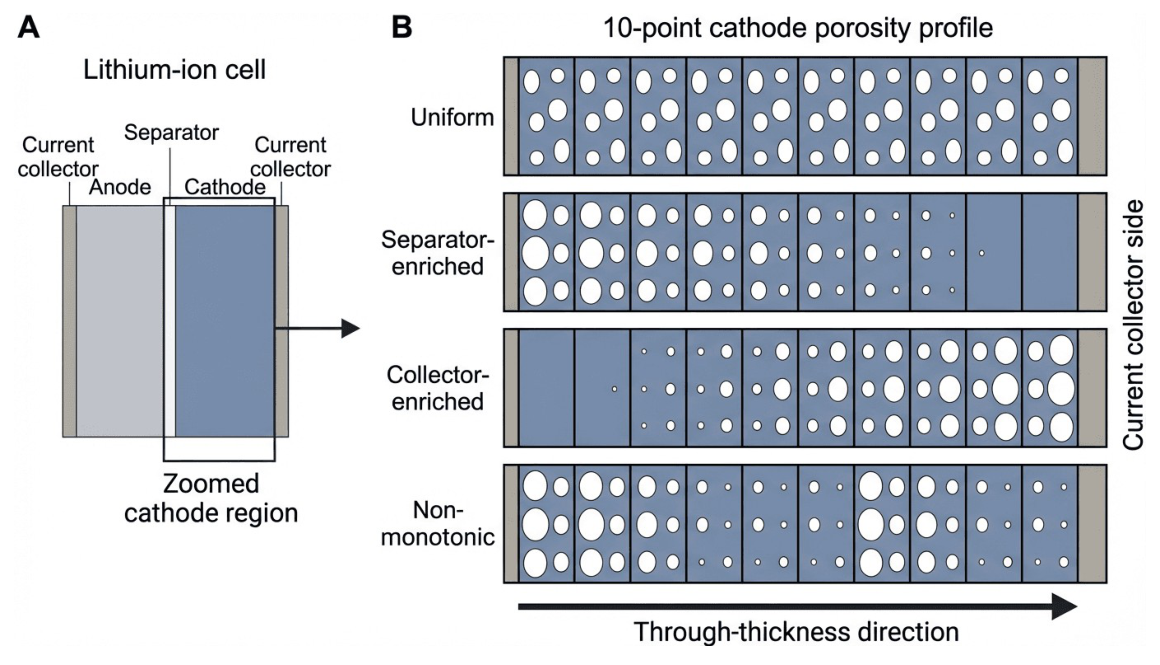 A
Lithium-ion cell
Current
collector
Separator
Current
collector
Anode
Cathode
Zoomed
cathode region
B
10-point cathode porosity profile
Uniform
Separator-
enriched
Collector-
enriched
Non-
monotonic
Current collector side
Through-thickness direction